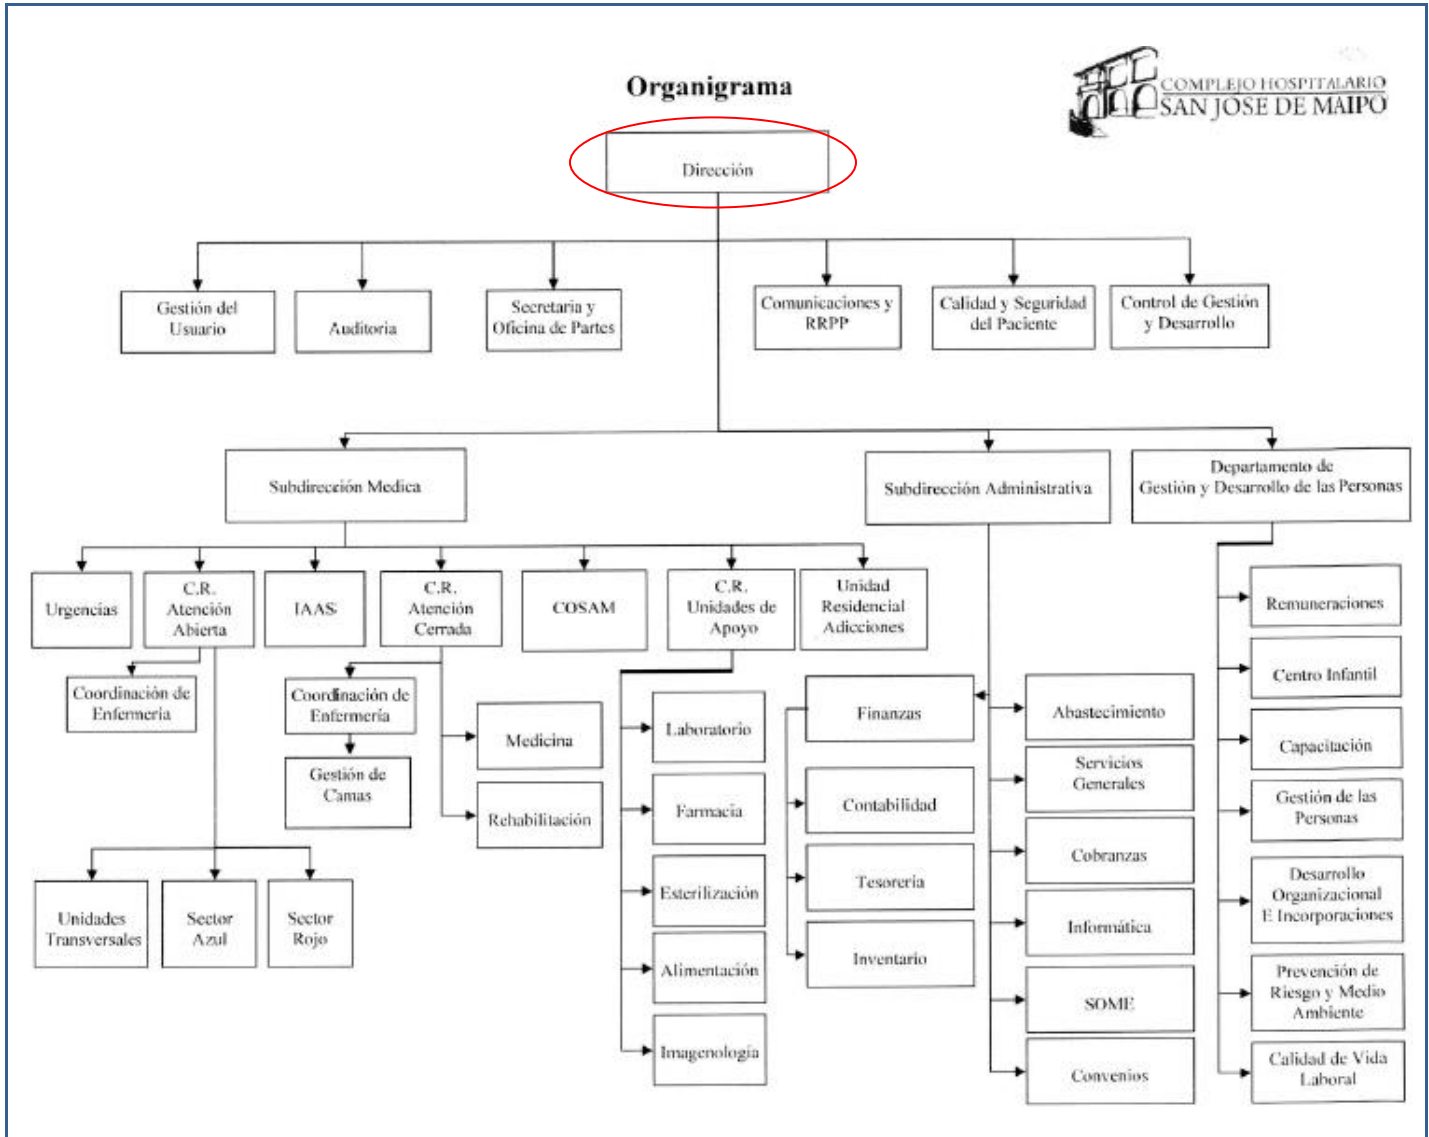 Organigrama
COMPLEJO HOSPITALARIO
SAN JOSE DE MAIPO
Dirección
Gestión del
Usuario
Auditoria
Secretaria y
Oficina de Partes
Comunicaciones y
RRPP
Calidad y Seguridad
del Paciente
Control de Gestión
y Desarrollo
Subdirección Medica
Subdirección Administrativa
Departamento de
Gestión y Desarrollo de las Personas
Urgencias
C.R.
Atención
Abierta
IAAS
C.R.
Atención
Cerrada
COSAM
C.R.
Unidades de
Apoyo
Unidad
Residencial
Adicciones
Coordinación de
Enfermería
Coordinación de
Enfermería
Gestión de
Camas
Medicina
Rehabilitación
Unidades
Transversales
Sector
Azul
Sector
Rojo
Laboratorio
Farmacia
Esterilización
Alimentación
Imagenología
Finanzas
Contabilidad
Tesorería
Inventario
Abastecimiento
Servicios
Generales
Cobranzas
Informática
SOME
Convenios
Remuneraciones
Centro Infantil
Capacitación
Gestión de las
Personas
Desarrollo
Organizacional
E Incorporaciones
Prevención de
Riesgo y Medio
Ambiente
Calidad de Vida
Laboral